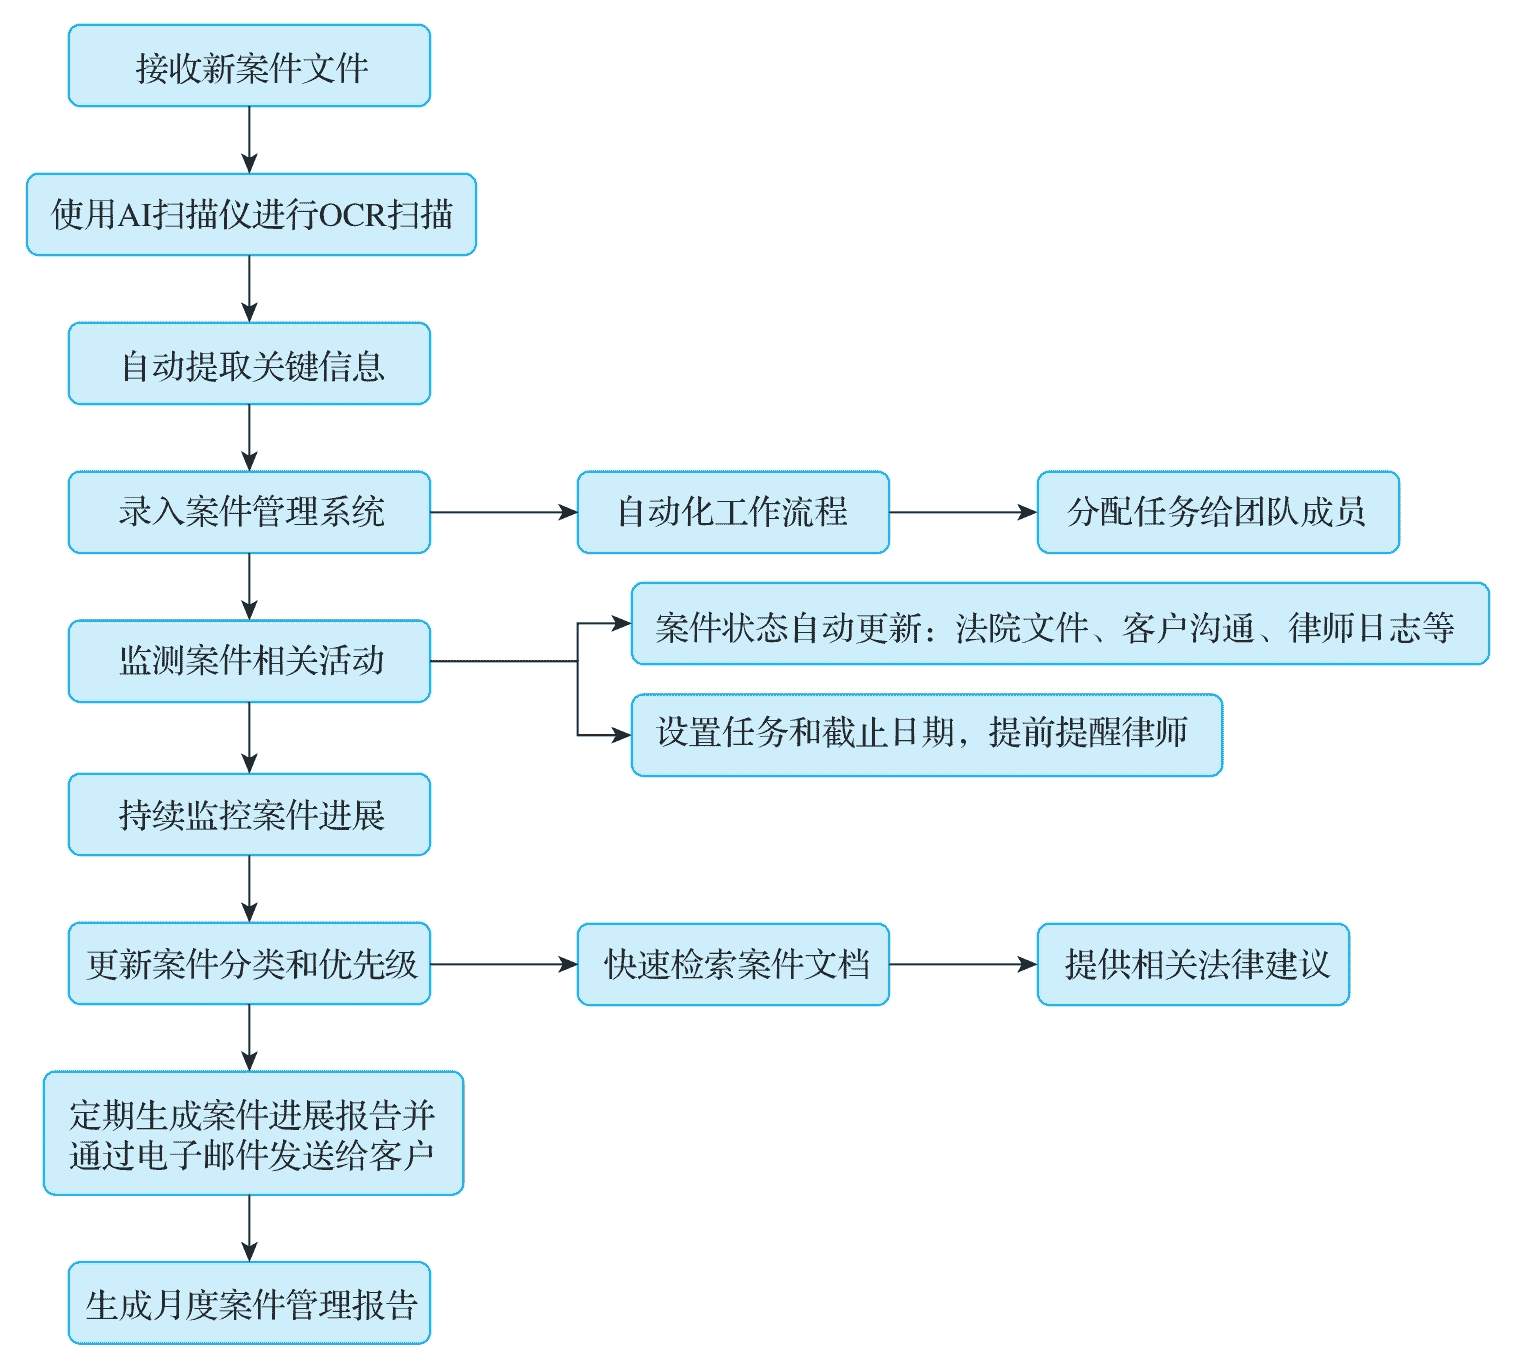 接收新案件文件
使用AI扫描仪进行OCR扫描
自动提取关键信息
录入案件管理系统
自动化工作流程
分配任务给团队成员
监测案件相关活动
案件状态自动更新：法院文件、客户沟通、律师日志等
设置任务和截止日期，提前提醒律师
持续监控案件进展
更新案件分类和优先级
快速检索案件文档
提供相关法律建议
定期生成案件进展报告并
通过电子邮件发送给客户
生成月度案件管理报告